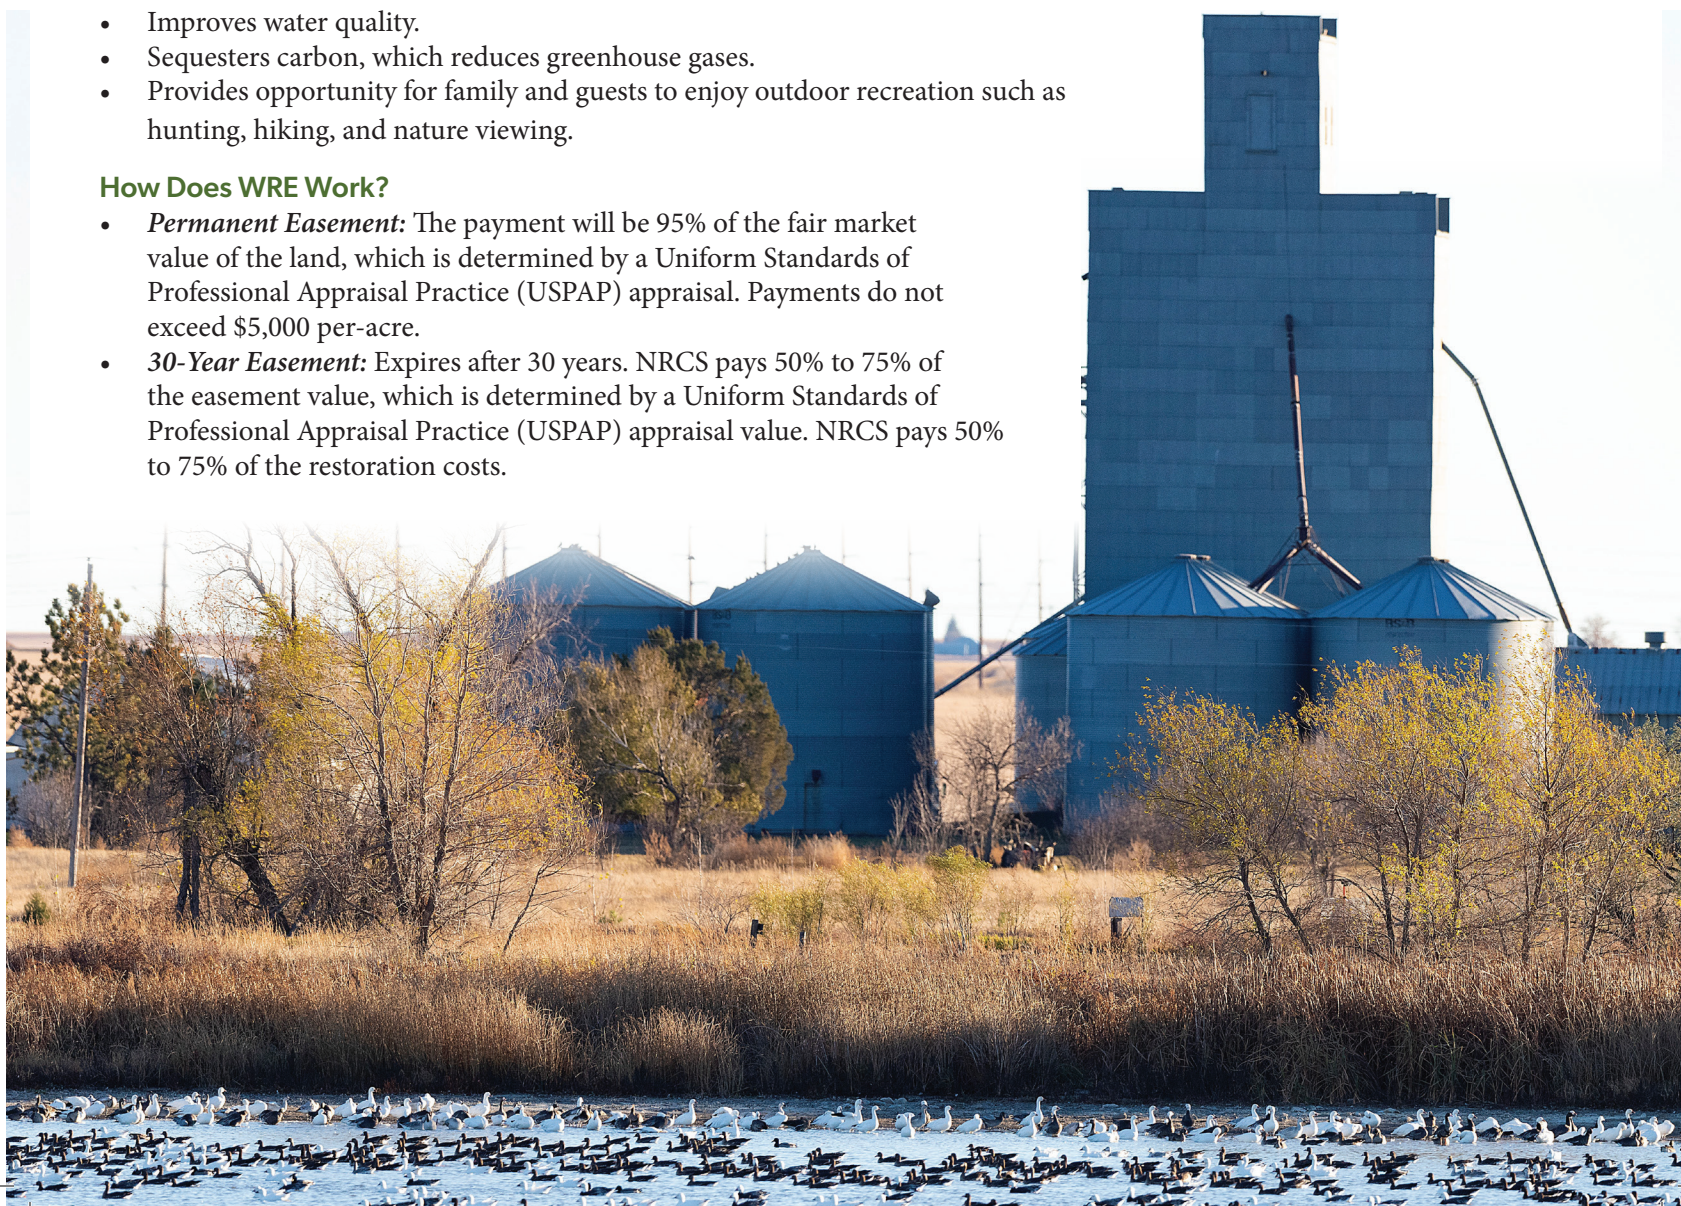 • Improves water quality.
• Sequesters carbon, which reduces greenhouse gases.
• Provides opportunity for family and guests to enjoy outdoor recreation such as
hunting, hiking, and nature viewing.
How Does WRE Work?
• Permanent Easement: The payment will be 95% of the fair market
value of the land, which is determined by a Uniform Standards of
Professional Appraisal Practice (USPAP) appraisal. Payments do not
exceed $5,000 per-acre.
• 30-Year Easement: Expires after 30 years. NRCS pays 50% to 75% of
the easement value, which is determined by a Uniform Standards of
Professional Appraisal Practice (USPAP) appraisal value. NRCS pays 50%
to 75% of the restoration costs.